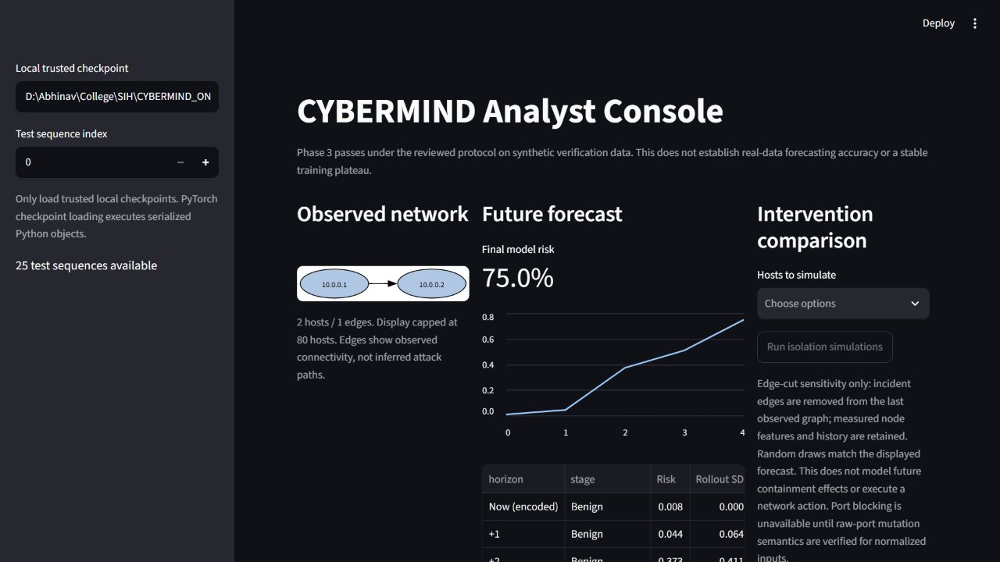 Deploy
Local trusted checkpoint
D:\Abhinav\College\SIH\CYBERMIND_ON
Test sequence index
0
Only load trusted local checkpoints. PyTorch
checkpoint loading executes serialized
Python objects.
25 test sequences available
CYBERMIND Analyst Console
Phase 3 passes under the reviewed protocol on synthetic verification data. This does not establish real-data forecasting accuracy or a stable
training plateau.
Observed network
10.0.0.1
10.0.0.2
2 hosts / 1 edges. Display capped at
80 hosts. Edges show observed
connectivity, not inferred attack
paths.
Future forecast
Final model risk
75.0%
0.8
0.6
0.4
0.2
0.0
0 1 2 3 4
horizon stage Risk Rollout SD
Now (encoded) Benign 0.008 0.000
+1 Benign 0.044 0.064
+2 Benign 0.373 0.411
Intervention
comparison
Hosts to simulate
Choose options
Run isolation simulations
Edge-cut sensitivity only: incident
edges are removed from the last
observed graph; measured node
features and history are retained.
Random draws match the displayed
forecast. This does not model future
containment effects or execute a
network action. Port blocking is
unavailable until raw-port mutation
semantics are verified for normalized
inputs.